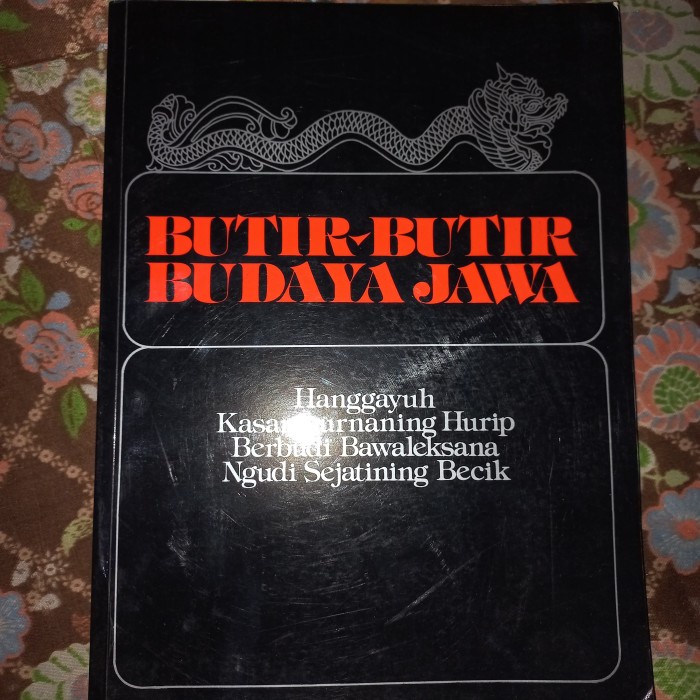 BUTIR-BUTIR
BUDAYA JAWA
Hanggayuh
Hurip
Berbudi Bawaleksana
Ngudi Sejatining Becik